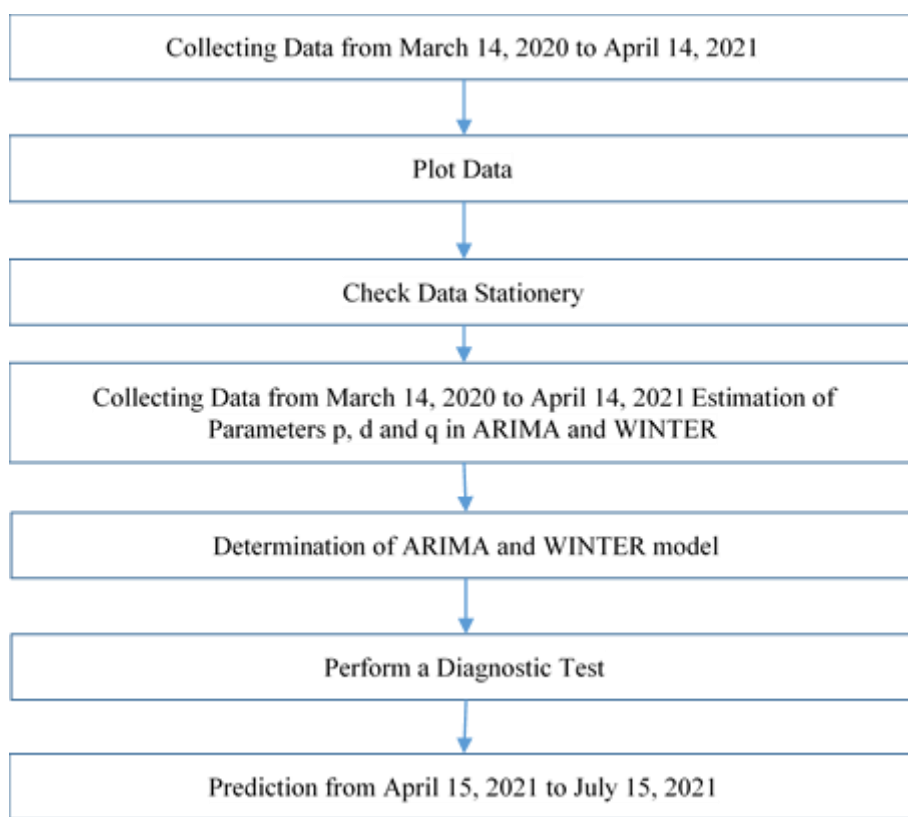 Collecting Data from March 14, 2020 to April 14, 2021
Plot Data
Check Data Stationery
Collecting Data from March 14, 2020 to April 14, 2021 Estimation of
Parameters p, d and q in ARIMA and WINTER
Determination of ARIMA and WINTER model
Perform a Diagnostic Test
Prediction from April 15, 2021 to July 15, 2021